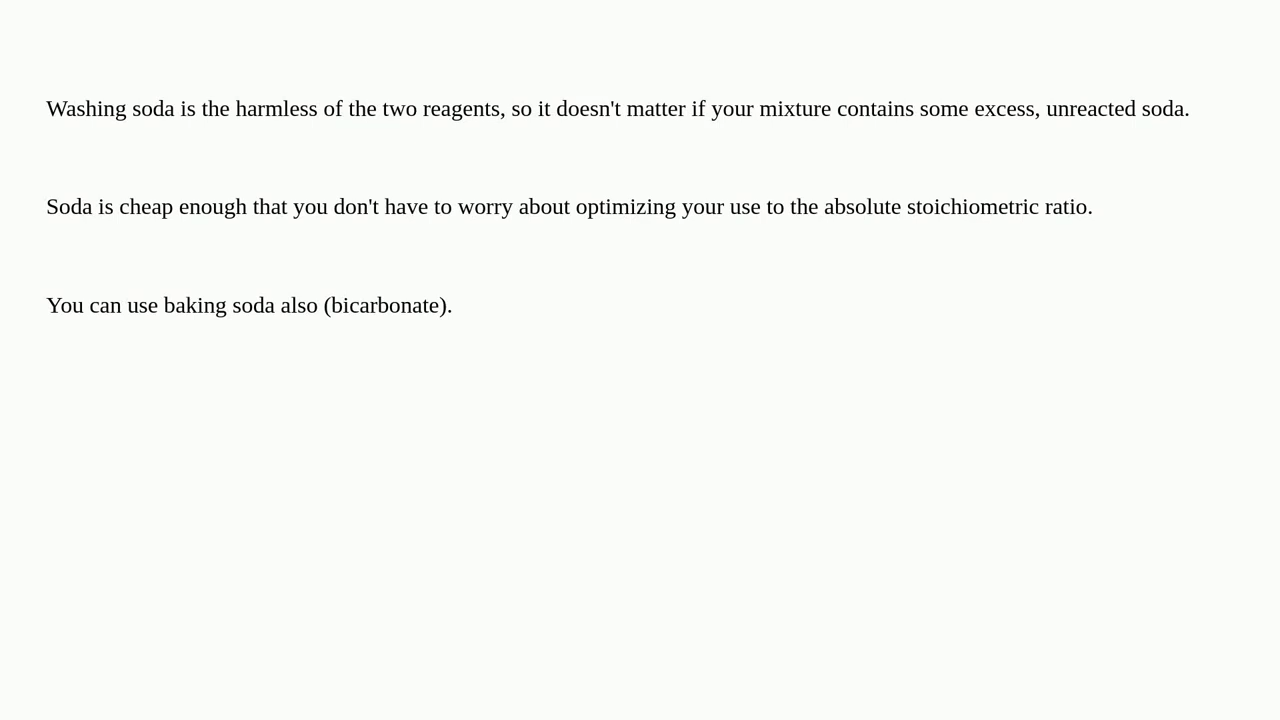 Washing soda is the harmless of the two reagents, so it doesn't matter if your mixture contains some excess, unreacted soda.
Soda is cheap enough that you don't have to worry about optimizing your use to the absolute stoichiometric ratio.
You can use baking soda also (bicarbonate).